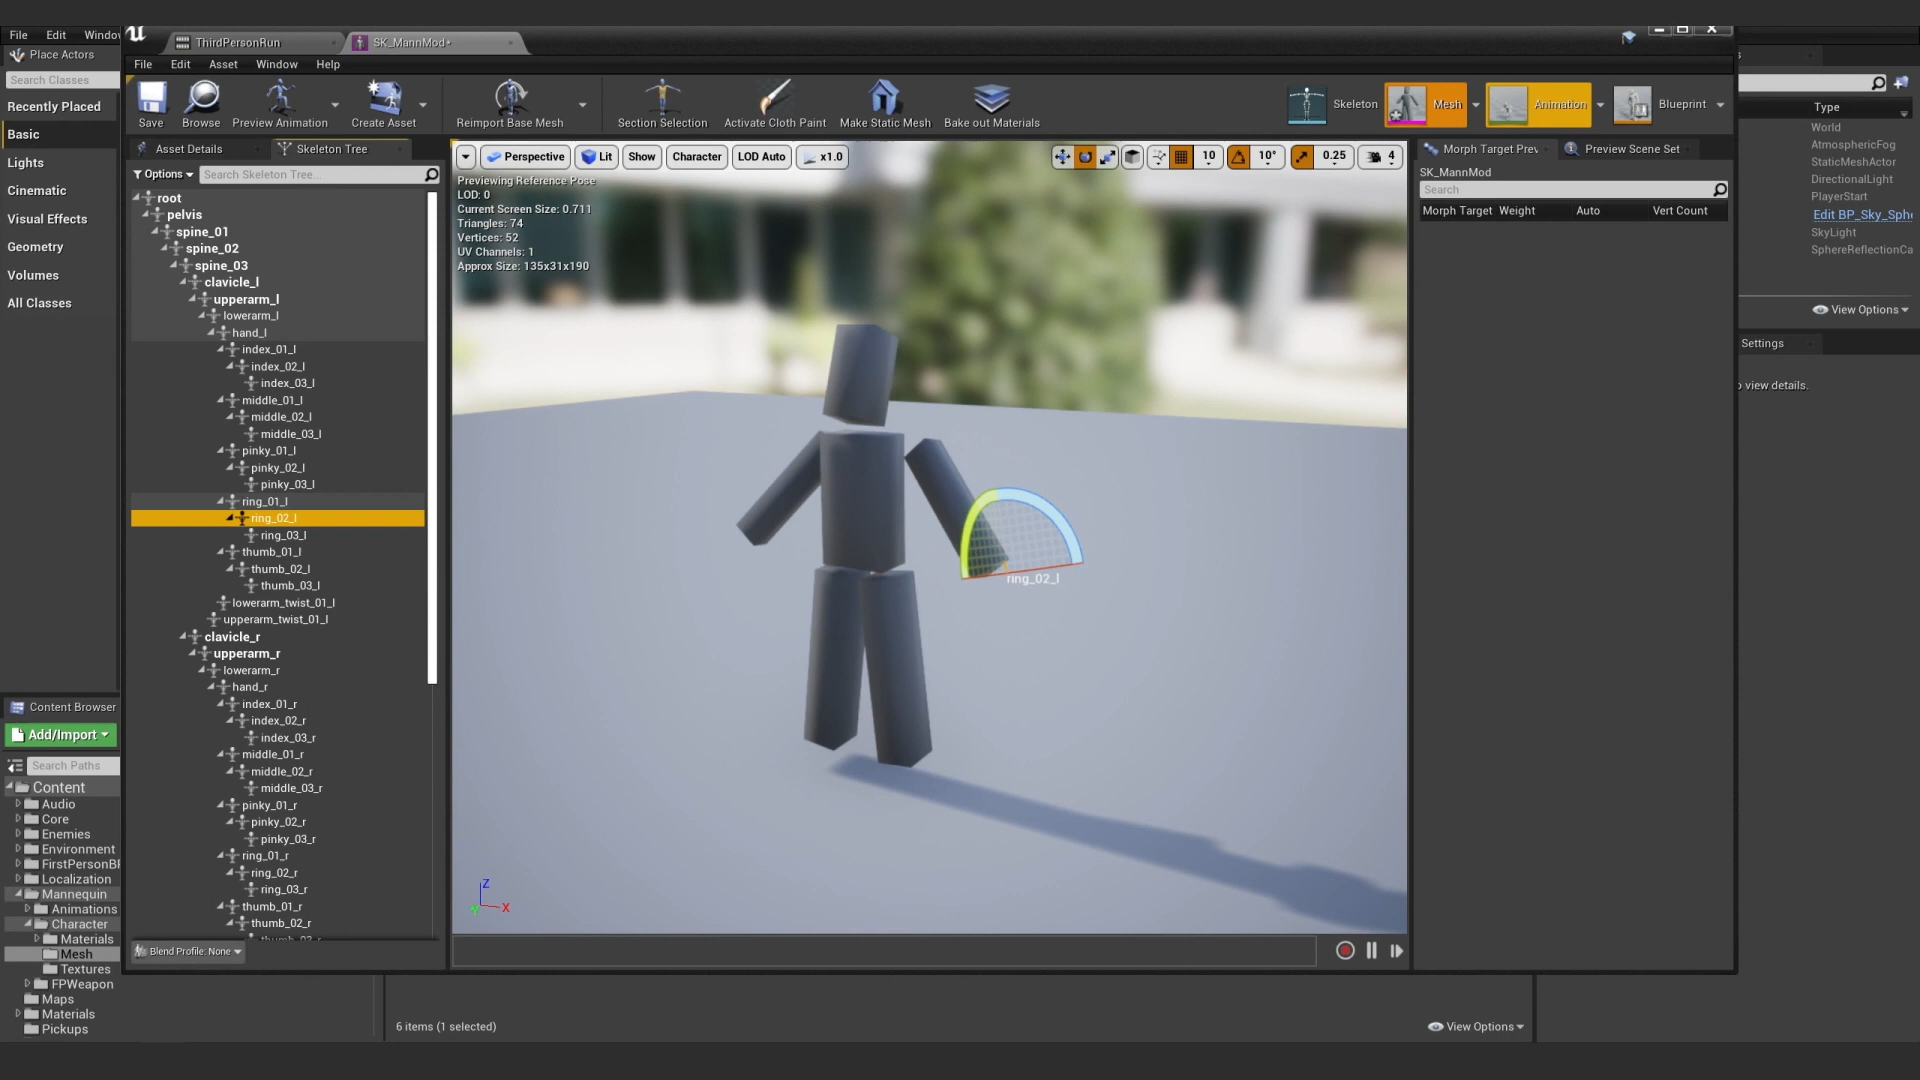 File Edit Window
Place Actors
Search Classes
Recently Placed
Basic
Lights
Cinematic
Visual Effects
Geometry
Volumes
All Classes
ThirdPersonRun
SK_MannMod*
File Edit Asset Window Help
Save
Browse
Preview Animation
Create Asset
Reimport Base Mesh
Section Selection
Activate Cloth Paint
Make Static Mesh
Bake out Materials
Skeleton
Mesh
Animation
Blueprint
Asset Details
Skeleton Tree
Options
Search Skeleton Tree...
root
pelvis
spine_01
spine_02
spine_03
clavicle_l
upperarm_l
lowerarm_l
hand_l
index_01_l
index_02_l
index_03_l
middle_01_l
middle_02_l
middle_03_l
pinky_01_l
pinky_02_l
pinky_03_l
ring_01_l
ring_02_l
ring_03_l
thumb_01_l
thumb_02_l
thumb_03_l
lowerarm_twist_01_l
upperarm_twist_01_l
clavicle_r
upperarm_r
lowerarm_r
hand_r
index_01_r
index_02_r
index_03_r
middle_01_r
middle_02_r
middle_03_r
pinky_01_r
pinky_02_r
pinky_03_r
ring_01_r
ring_02_r
ring_03_r
thumb_01_r
thumb_02_r
Blend Profile: None
Perspective Lit Show Character LOD Auto x1.0
10 10° 0.25 4
Previewing Reference Pose
LOD: 0
Current Screen Size: 0.711
Triangles: 74
Vertices: 52
UV Channels: 1
Approx Size: 135x31x190
ring_02_l
Z
X
Morph Target Prev
Preview Scene Set
SK_MannMod
Search
Morph Target Weight Auto Vert Count
Type
World
AtmosphericFog
StaticMeshActor
DirectionalLight
PlayerStart
Edit BP_Sky_Sphe
SkyLight
SphereReflectionCa
View Options
Settings
view details.
Content Browser
Add/Import
Search Paths
Content
Audio
Core
Enemies
Environment
FirstPersonB
Localization
Mannequin
Animations
Character
Materials
Mesh
Textures
FPWeapon
Maps
Materials
Pickups
6 items (1 selected)
View Options